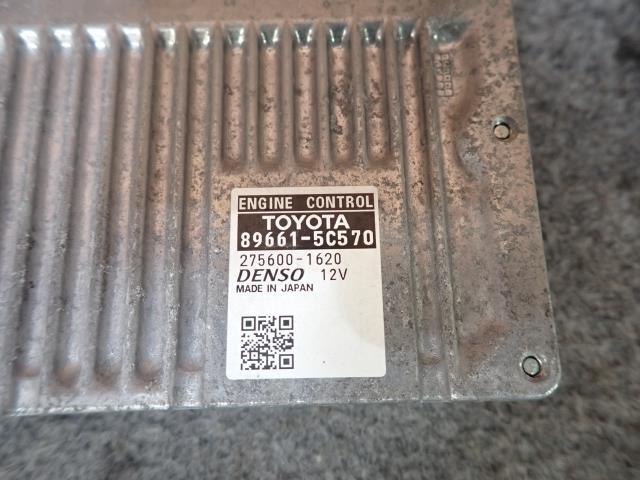 ENGINE CONTROL
TOYOTA
89661-5C570
275600-1620
DENSO 12V
MADE IN JAPAN